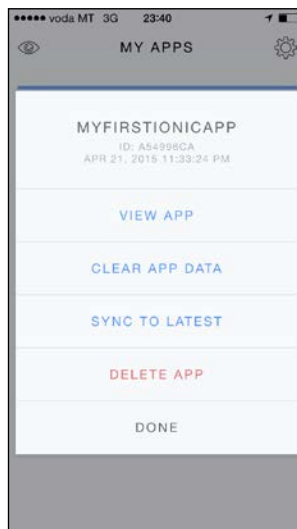 voda MT 3G 23:40
MY APPS
MYFIRSTIONICAPP
ID: A54996CA
APR 21, 2015 11:33:24 PM
VIEW APP
CLEAR APP DATA
SYNC TO LATEST
DELETE APP
DONE